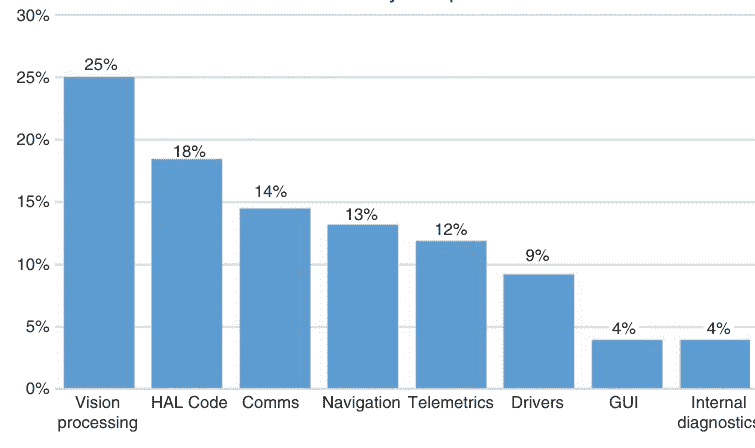 30%
25%
20%
15%
10%
5%
0%
25%
18%
14%
13%
12%
9%
4%
4%
Vision
processing
HAL Code
Comms
Navigation
Telemetrics
Drivers
GUI
Internal
diagnostics